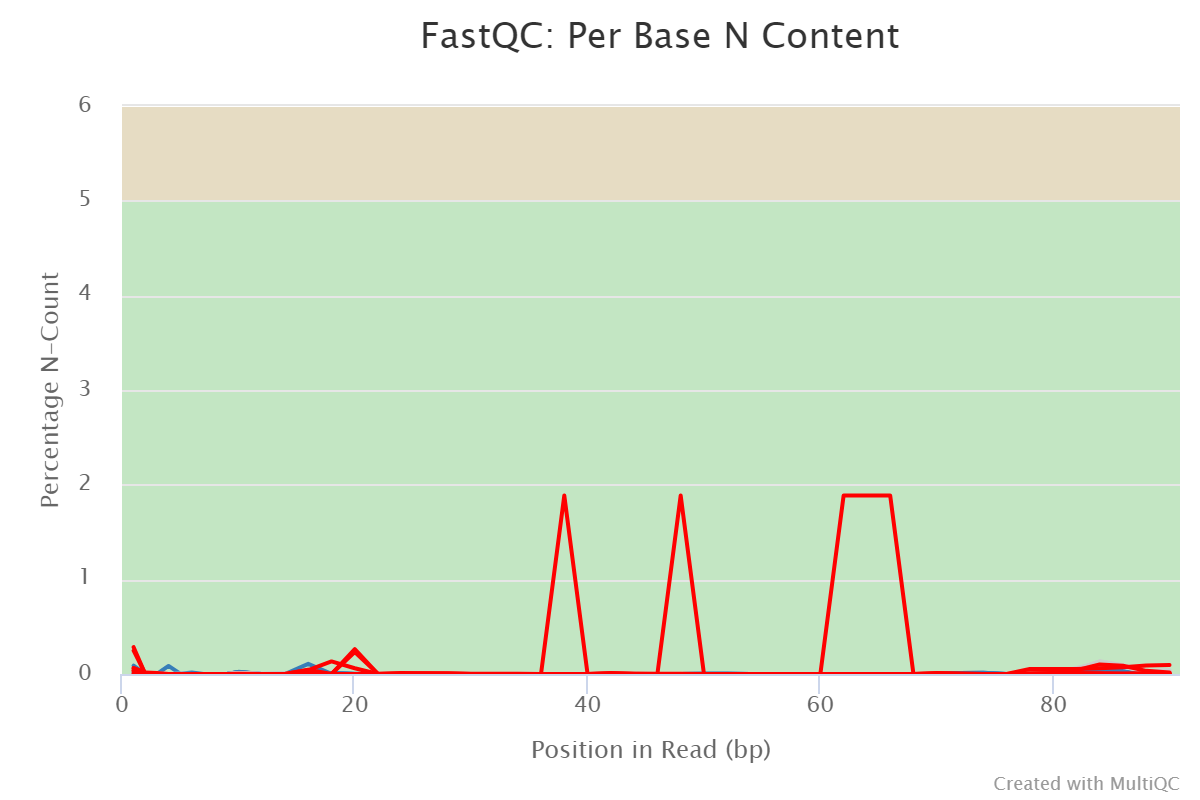 FastQC: Per Base N Content
Percentage N-Count
6
5
4
3
2
1
0
0 20 40 60 80
Position in Read (bp)
Created with MultiQC